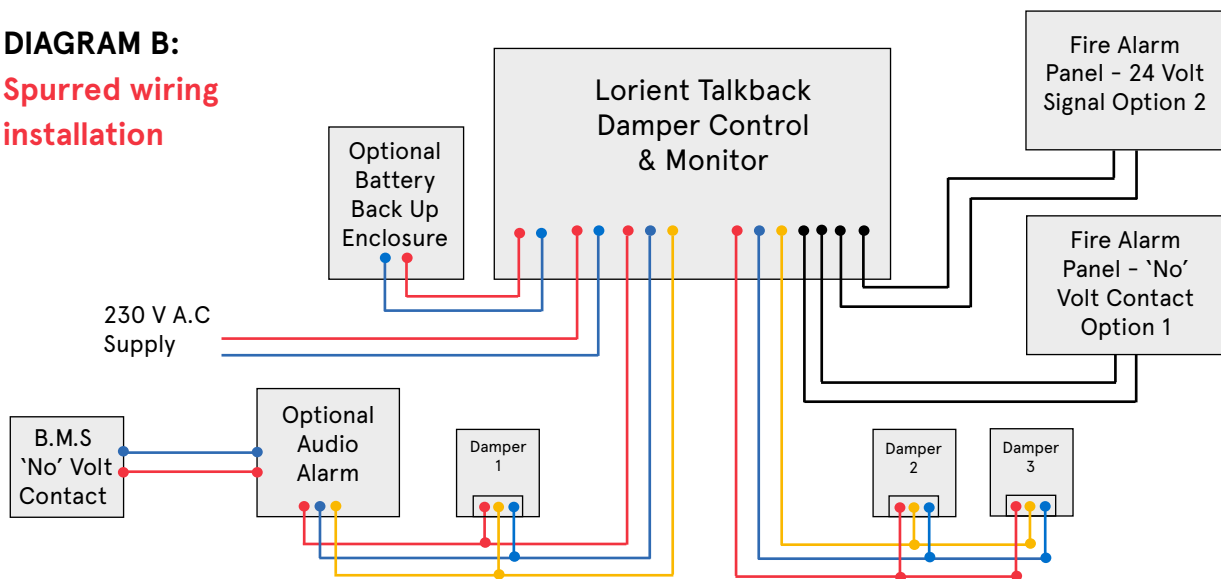 DIAGRAM B:
Spurred wiring
installation
Optional
Battery
Back Up
Enclosure
Lorient Talkback
Damper Control
& Monitor
Fire Alarm
Panel - 24 Volt
Signal Option 2
Fire Alarm
Panel - ‘No’
Volt Contact
Option 1
230 V A.C
Supply
B.M.S
‘No’ Volt
Contact
Optional
Audio
Alarm
Damper
1
Damper
2
Damper
3